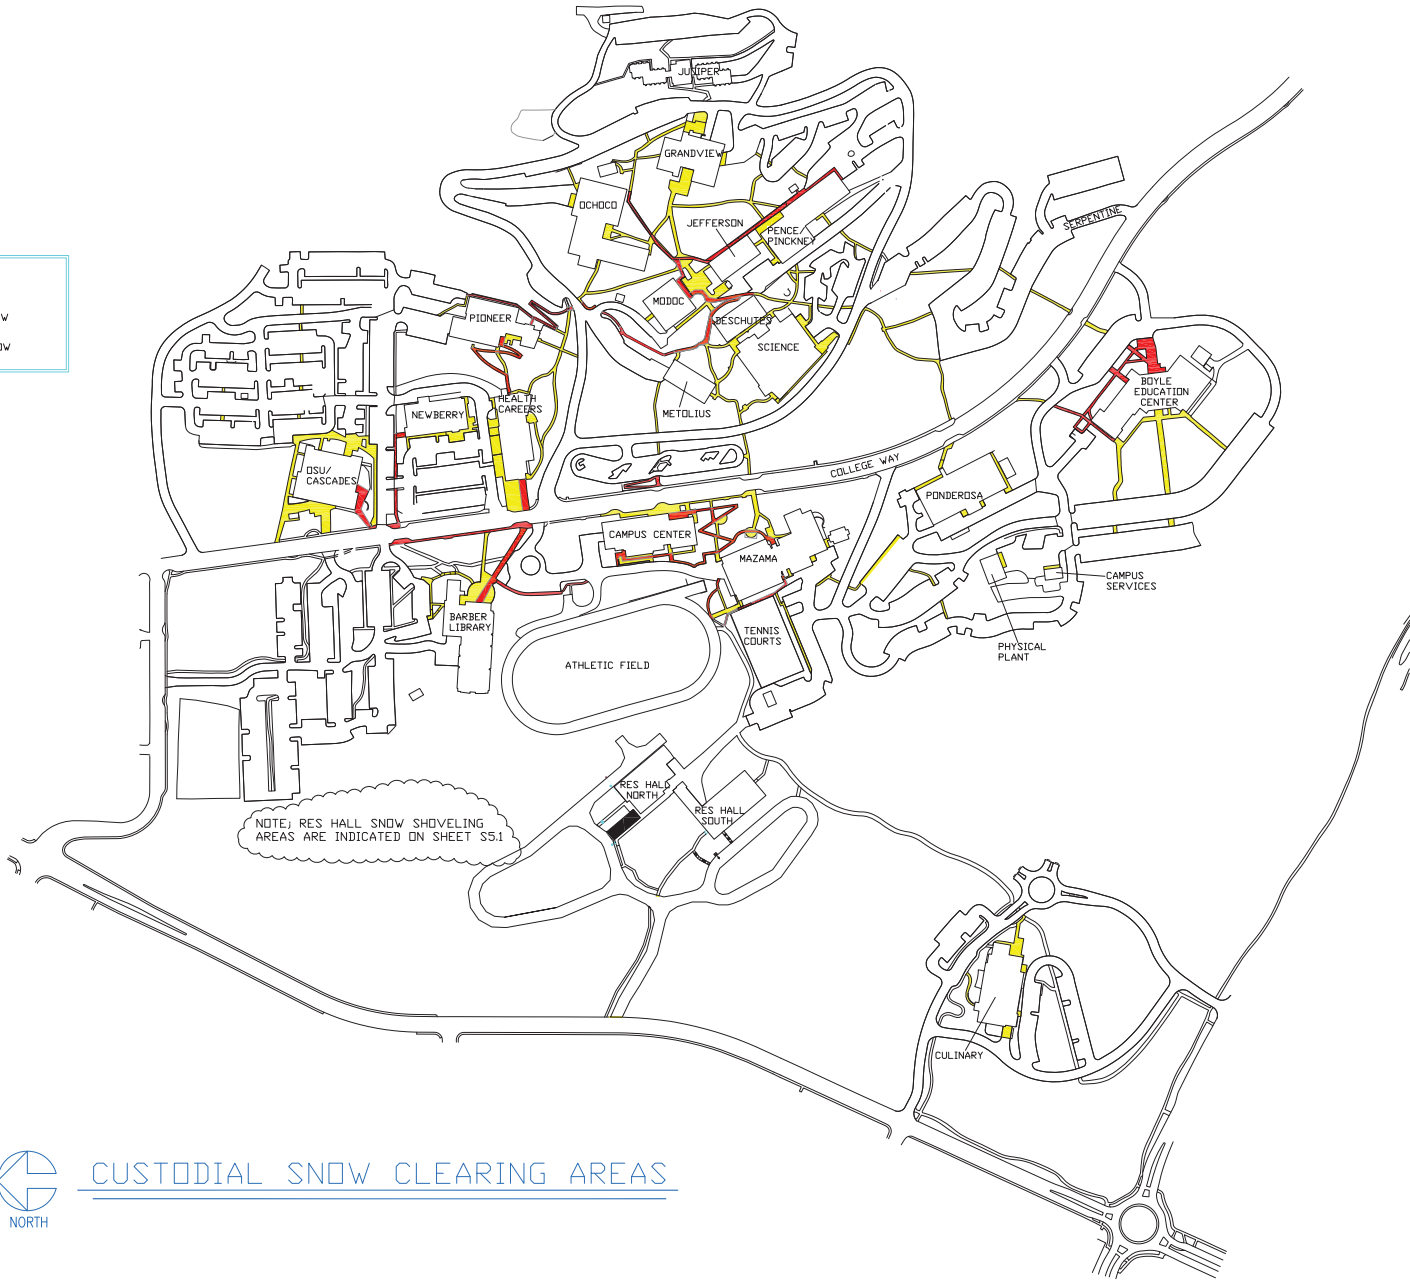 JUNIPER
GRANDVIEW
OCHOCO
JEFFERSON
PENCE/
PINCKNEY
SERPENTINE
MODOC
DESCHUTES
SCIENCE
METOLIUS
PIONEER
HEALTH
CAREERS
NEWBERRY
OSU/
CASCADES
BOYLE
EDUCATION
CENTER
COLLEGE WAY
PONDEROSA
CAMPUS CENTER
MAZAMA
CAMPUS
SERVICES
BARBER
LIBRARY
TENNIS
COURTS
PHYSICAL
PLANT
ATHLETIC FIELD
RES HALL
NORTH
RES HALL
SOUTH
NOTE; RES HALL SNOW SHOVELING
AREAS ARE INDICATED ON SHEET S5.1
CULINARY
CUSTODIAL SNOW CLEARING AREAS
NORTH